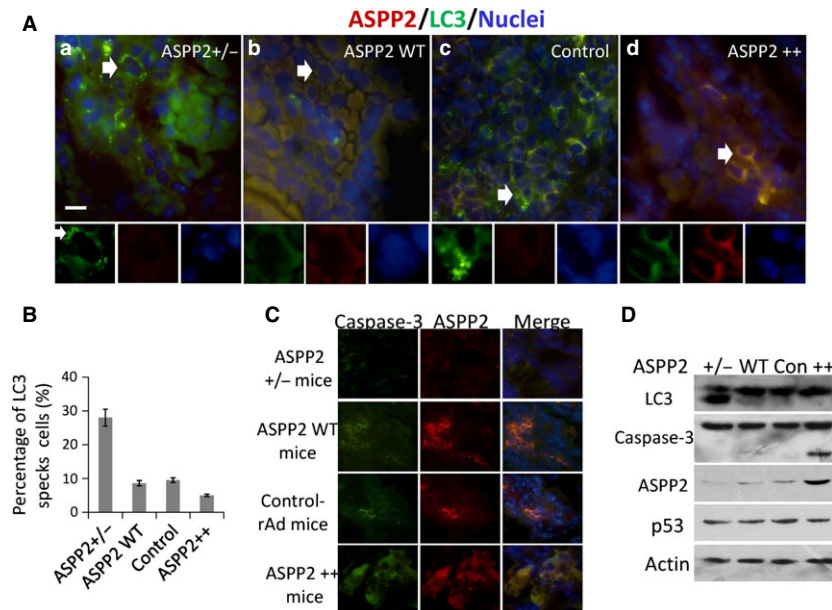 ASPP2/LC3/Nuclei
A
a ASPP2+/−
b ASPP2 WT
c Control
d ASPP2 ++
B
Percentage of LC3
specks cells (%)
40
30
20
10
0
ASPP2+/−
ASPP2 WT
Control
ASPP2++
C
Caspase-3 ASPP2 Merge
ASPP2
+/− mice
ASPP2 WT
mice
Control-
rAd mice
ASPP2 ++
mice
D
ASPP2 +/− WT Con ++
LC3
Caspase-3
ASPP2
p53
Actin